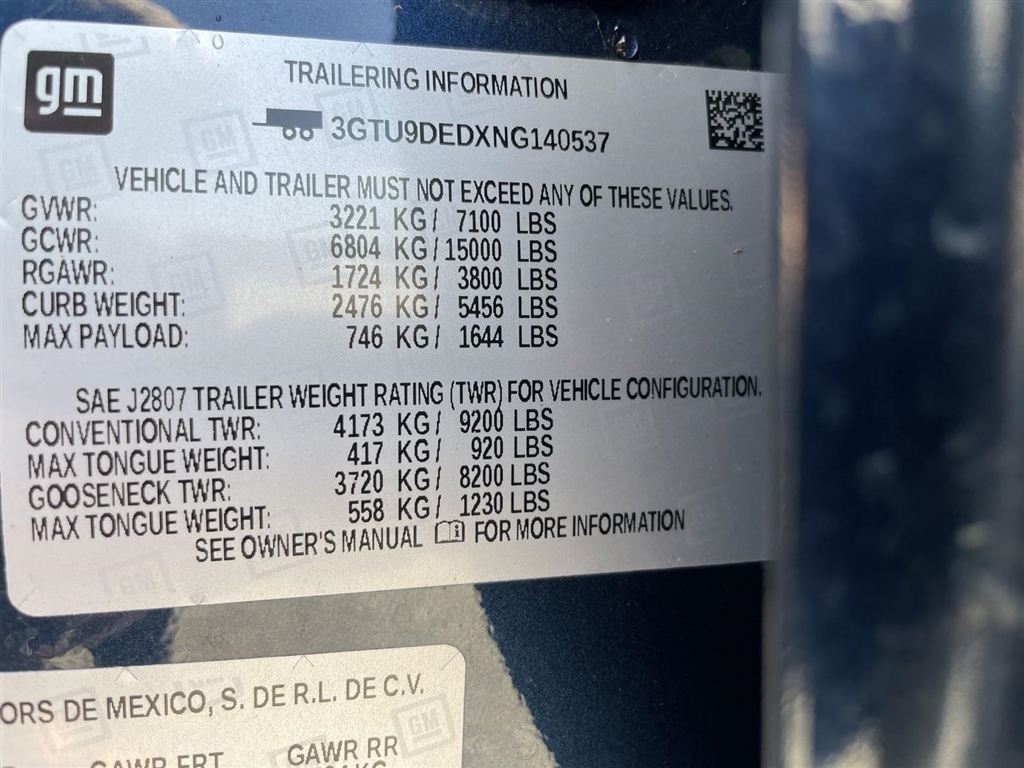 gm
TRAILERING INFORMATION
3GTU9DEDXNG140537
VEHICLE AND TRAILER MUST NOT EXCEED ANY OF THESE VALUES.
GVWR: 3221 KG/ 7100 LBS
GCWR: 6804 KG/15000 LBS
RGAWR: 1724 KG/ 3800 LBS
CURB WEIGHT: 2476 KG/ 5456 LBS
MAX PAYLOAD: 746 KG/ 1644 LBS
SAE J2807 TRAILER WEIGHT RATING (TWR) FOR VEHICLE CONFIGURATION.
CONVENTIONAL TWR: 4173 KG/ 9200 LBS
MAX TONGUE WEIGHT: 417 KG/ 920 LBS
GOOSENECK TWR: 3720 KG/ 8200 LBS
MAX TONGUE WEIGHT: 558 KG/ 1230 LBS
SEE OWNER'S MANUAL FOR MORE INFORMATION
ORS DE MEXICO, S. DE R.L. DE C.V.
GAWR FRT GAWR RR